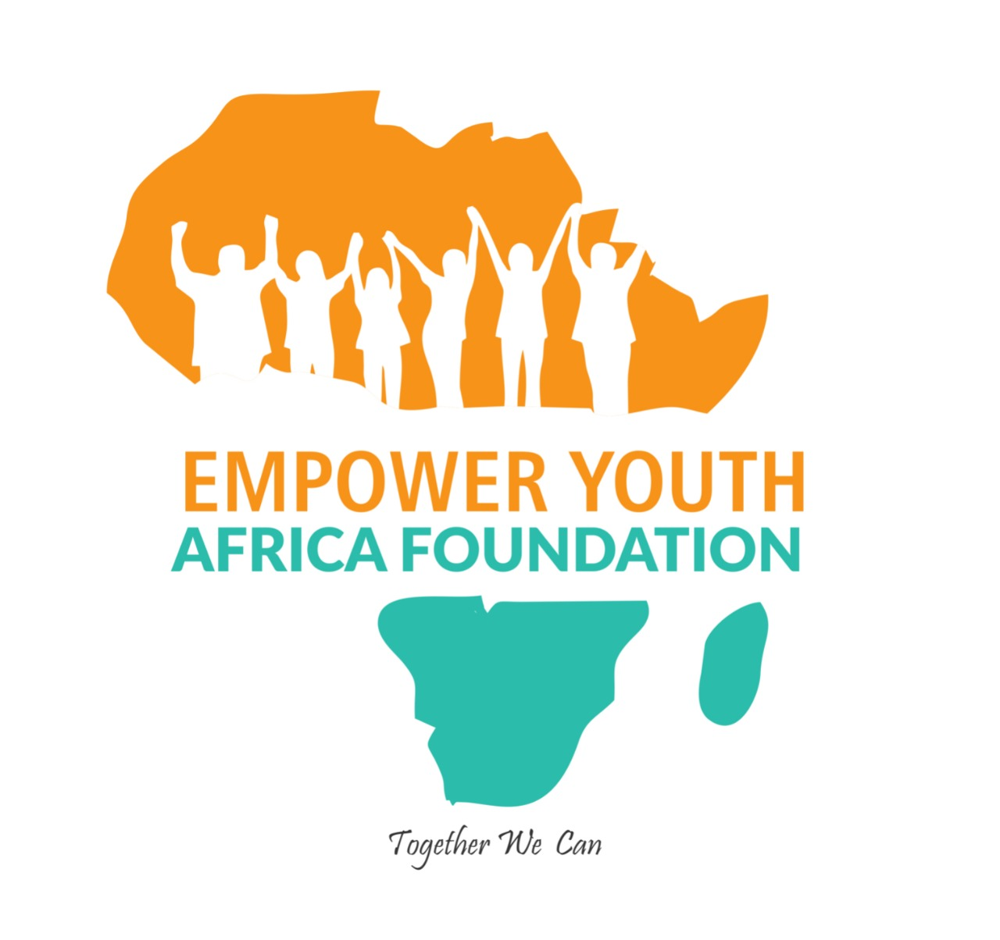 EMPOWER YOUTH
AFRICA FOUNDATION
Together We Can